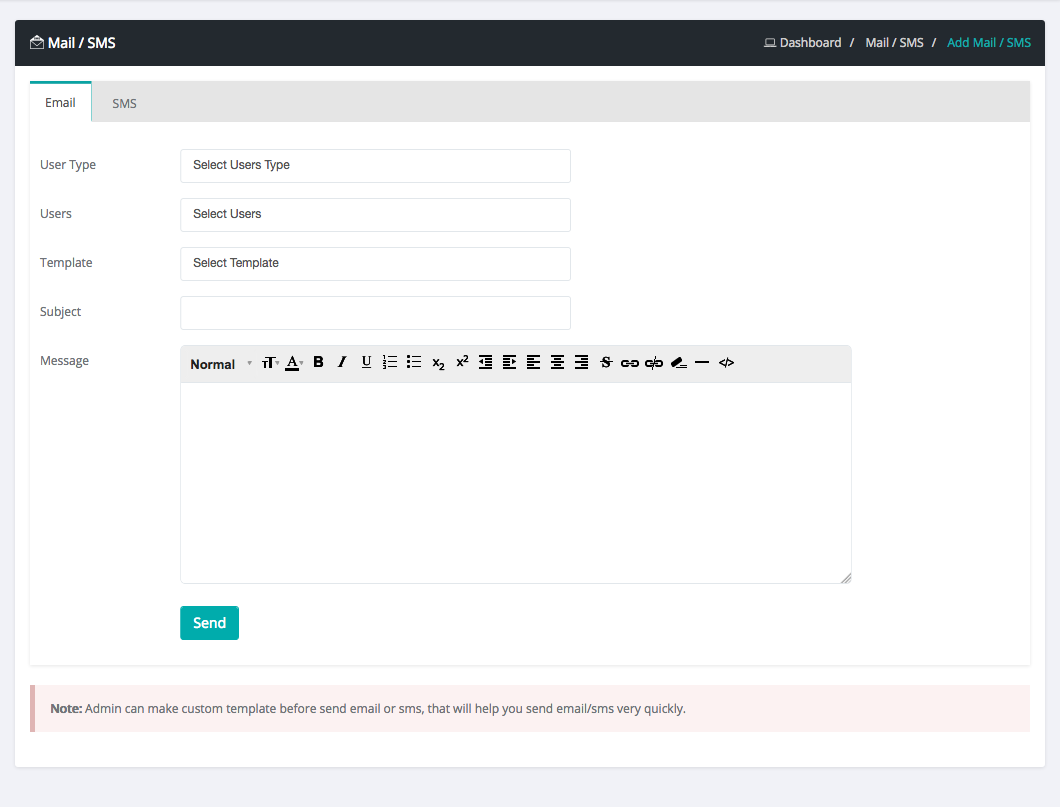 Mail / SMS
Dashboard / Mail / SMS / Add Mail / SMS
Email SMS
User Type Select Users Type
Users Select Users
Template Select Template
Subject
Message Normal
Send
Note: Admin can make custom template before send email or sms, that will help you send email/sms very quickly.